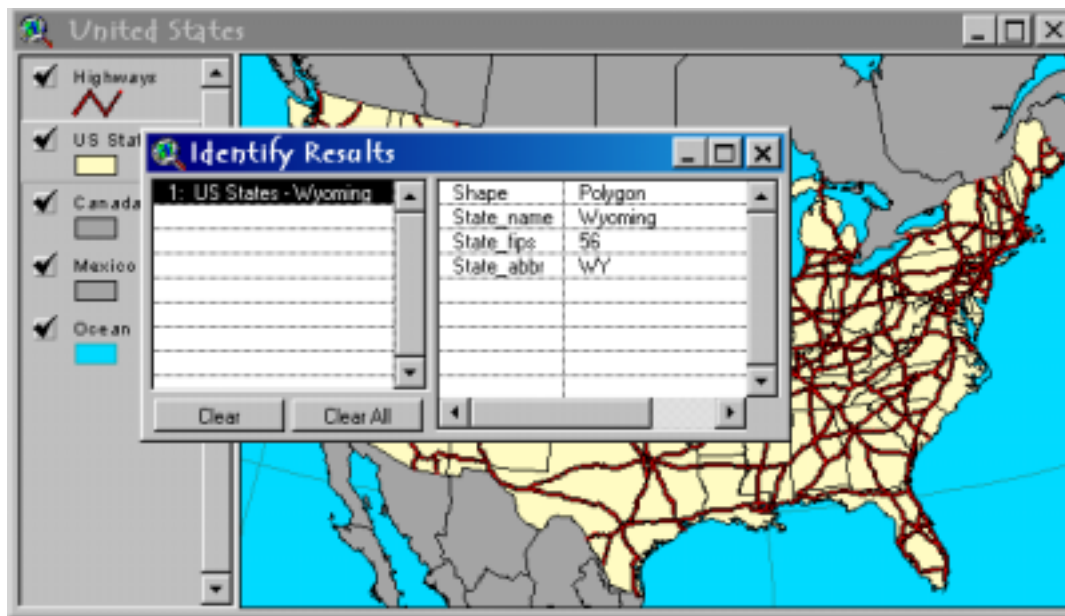 United States
Highways
US Stat
Canada
Mexico
Ocean
Identify Results
1: US States - Wyoming
Shape Polygon
State_name Wyoming
State_fips 56
State_abbr WY
Clear Clear All